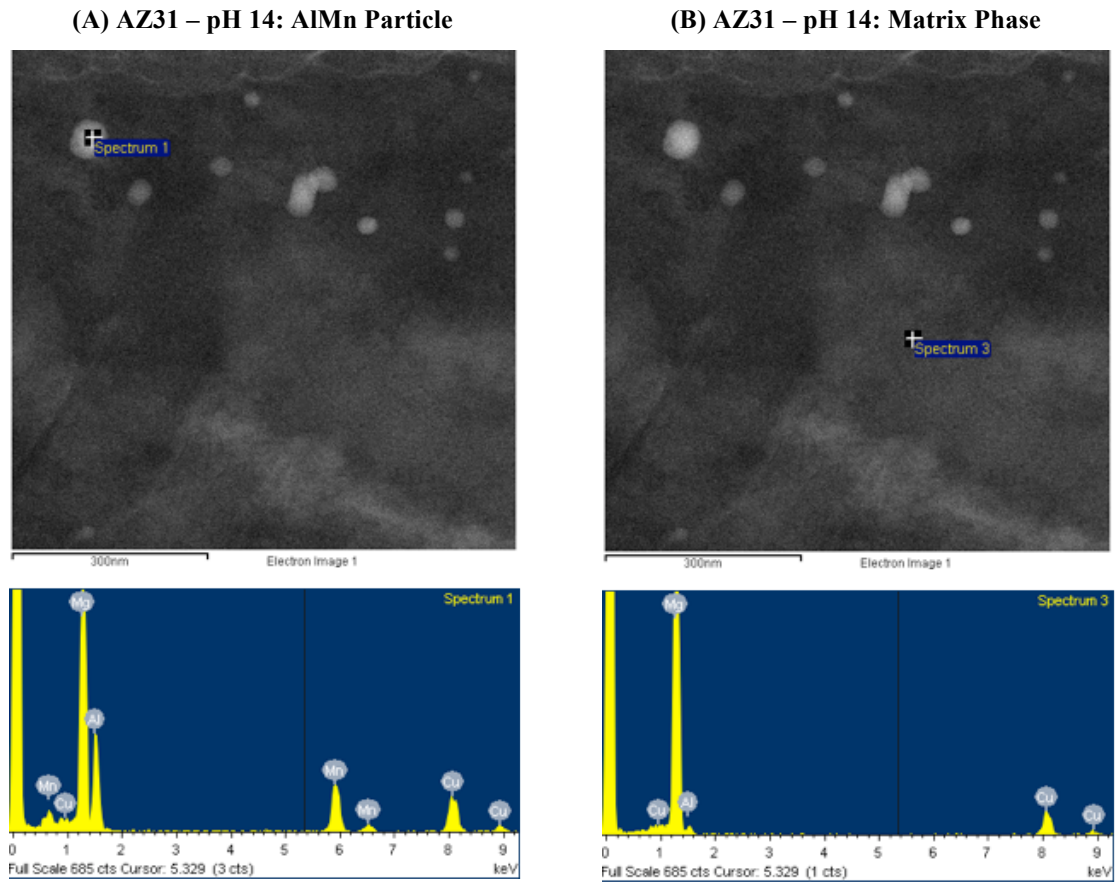 (A) AZ31 – pH 14: AlMn Particle
Spectrum 1
300nm
Electron Image 1
Spectrum 1
Mg
Al
Mn
Cu
Mn
Mn
Cu
Cu
0 1 2 3 4 5 6 7 8 9
Full Scale 685 cts Cursor: 5.329 (3 cts)
keV
(B) AZ31 – pH 14: Matrix Phase
Spectrum 3
300nm
Electron Image 1
Spectrum 3
Mg
Cu
Al
Cu
Cu
0 1 2 3 4 5 6 7 8 9
Full Scale 685 cts Cursor: 5.329 (1 cts)
keV